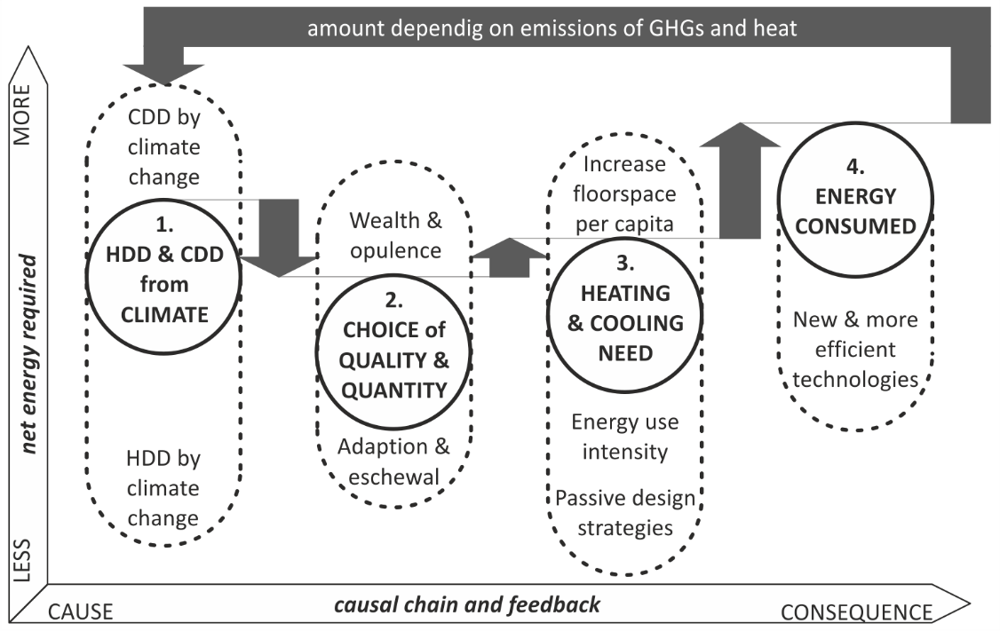 amount dependig on emissions of GHGs and heat
MORE
net energy required
LESS
CDD by
climate
change
1.
HDD & CDD
from
CLIMATE
HDD by
climate
change
Wealth &
opulence
2.
CHOICE of
QUALITY &
QUANTITY
Adaption &
eschewal
Increase
floorspace
per capita
3.
HEATING
& COOLING
NEED
Energy use
intensity
Passive design
strategies
4.
ENERGY
CONSUMED
New & more
efficient
technologies
CAUSE
causal chain and feedback
CONSEQUENCE